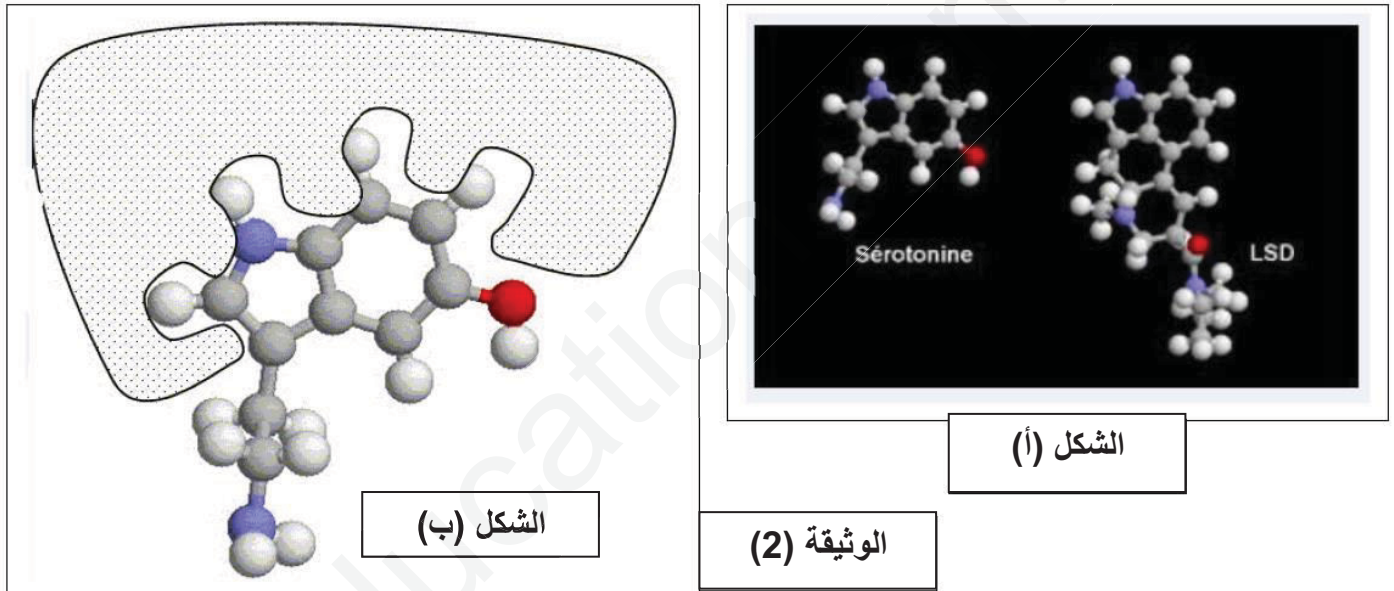 Sérotonine
LSD
الشكل (أ)
الشكل (ب)
الوثيقة (2)